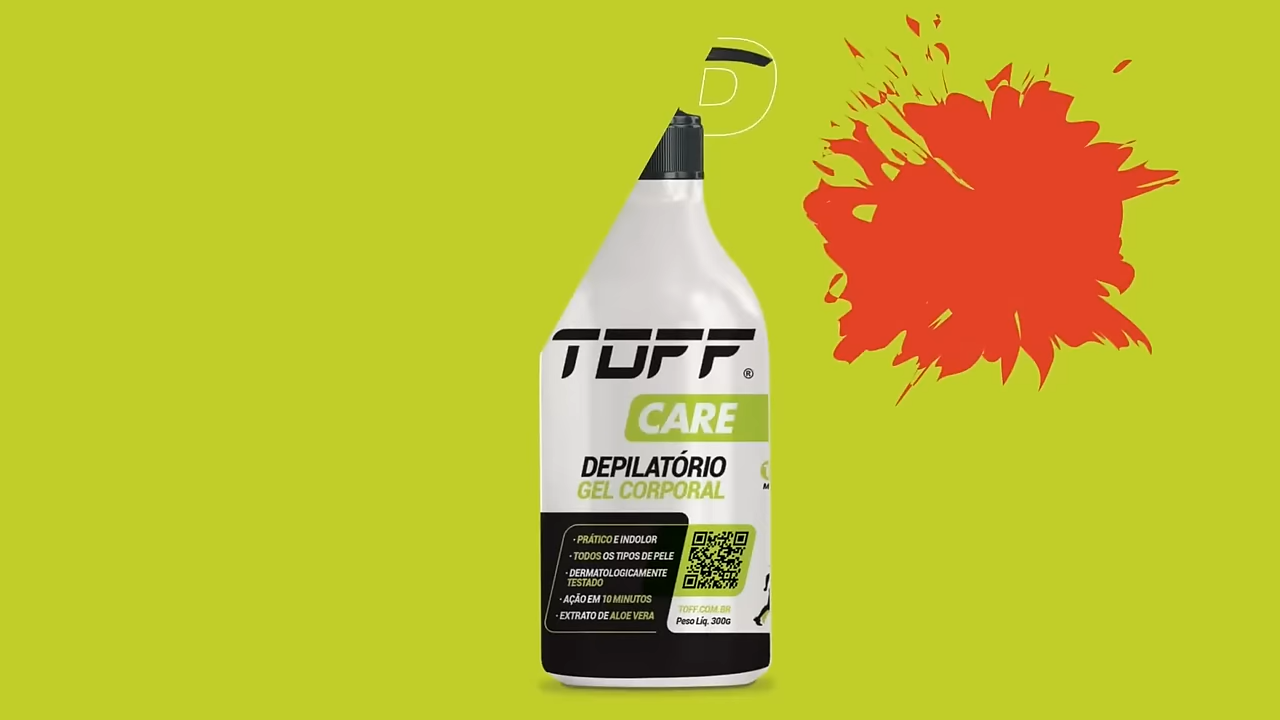 D
TOFF®
CARE
DEPILATÓRIO
GEL CORPORAL
• PRÁTICO E INDOLOR
• TODOS OS TIPOS DE PELE
• DERMATOLOGICAMENTE
TESTADO
• AÇÃO EM 10 MINUTOS
• EXTRATO DE ALOE VERA
TOFF.COM.BR
Peso Líq. 300G